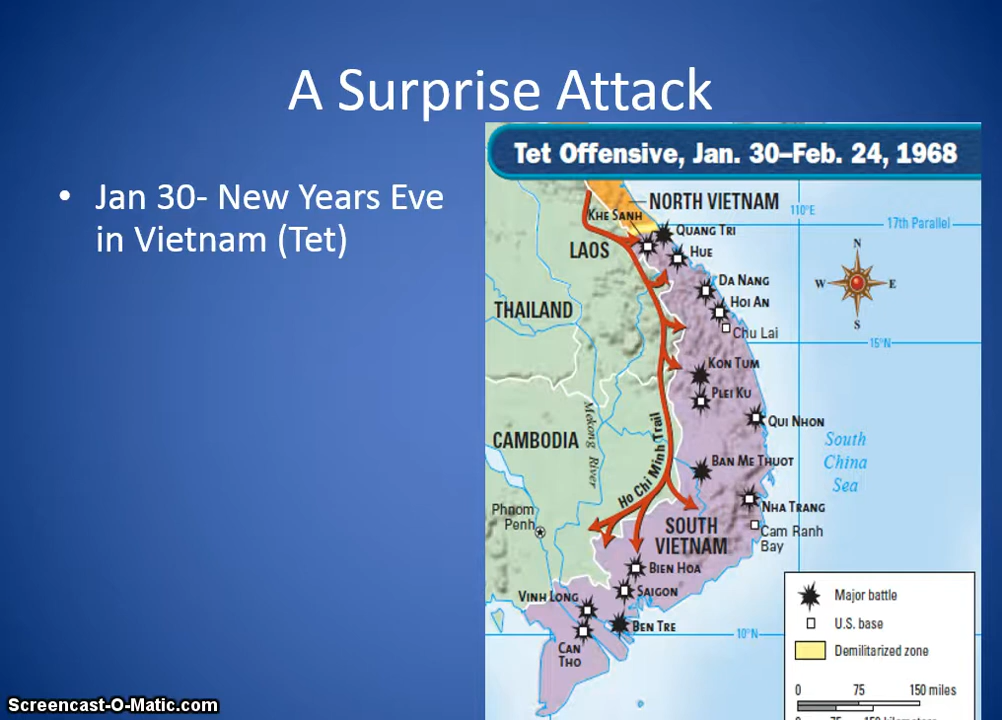 A Surprise Attack
• Jan 30- New Years Eve
in Vietnam (Tet)
Tet Offensive, Jan. 30–Feb. 24, 1968
NORTH VIETNAM
110°E
17th Parallel
KHE SANH
QUANG TRI
LAOS
HUE
N
W
E
S
DA NANG
HOI AN
THAILAND
Chu Lai
15°N
KON TUM
PLEI KU
Mekong River
QUI NHON
CAMBODIA
Ho Chi Minh Trail
South
China
Sea
BAN ME THUOT
Phnom
Penh
NHA TRANG
SOUTH
VIETNAM
Cam Ranh
Bay
BIEN HOA
SAIGON
VINH LONG
BEN TRE
10°N
CAN
THO
Major battle
U.S. base
Demilitarized zone
0 75 150 miles
0 75 150 kilometers
Screencast-O-Matic.com